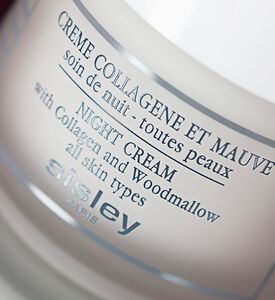 CREME COLLAGENE ET MAUVE
soin de nuit - toutes peaux
NIGHT CREAM
with Collagen and Woodmallow
all skin types
sisley
PARIS